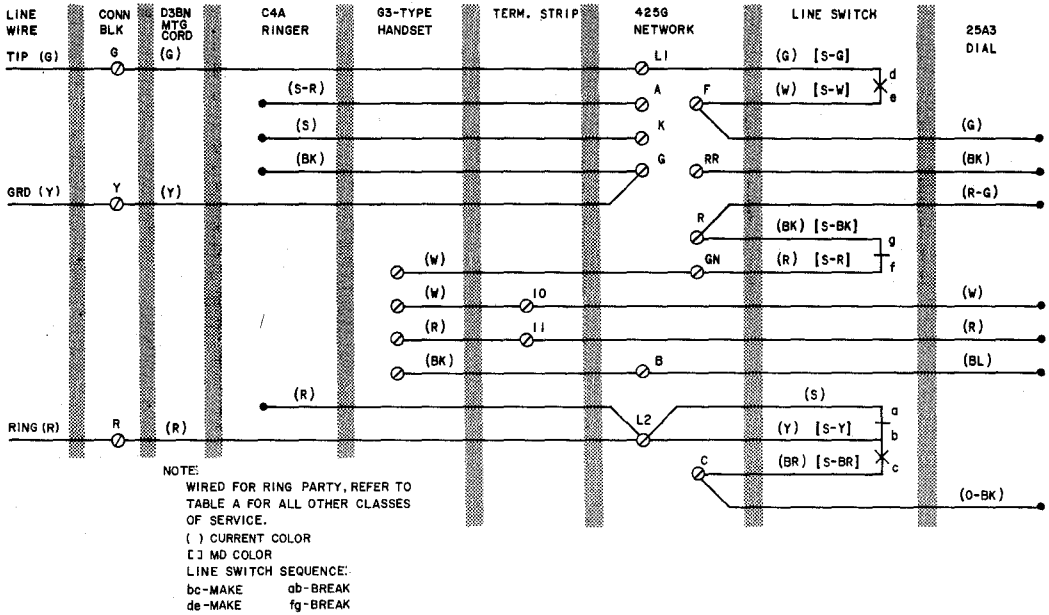 LINE WIRE
CONN BLK
D3BN MTG CORD
C4A RINGER
G3-TYPE HANDSET
TERM. STRIP
425G NETWORK
LINE SWITCH
25A3 DIAL
TIP (G)
G
(G)
L1
(G) [S-G]
d
(S-R)
A
F
(W) [S-W]
e
(S)
K
(G)
(BK)
G
RR
(BK)
GRD (Y)
Y
(Y)
(R-G)
R
(BK) [S-BK]
g
(W)
GN
(R) [S-R]
f
(W)
10
(W)
(R)
11
(R)
(BK)
B
(BL)
(R)
(S)
a
RING (R)
R
(R)
L2
(Y) [S-Y]
b
C
(BR) [S-BR]
c
(O-BK)
NOTE:
WIRED FOR RING PARTY, REFER TO
TABLE A FOR ALL OTHER CLASSES
OF SERVICE.
( ) CURRENT COLOR
[ ] MD COLOR
LINE SWITCH SEQUENCE:
bc-MAKE ab-BREAK
de-MAKE fg-BREAK